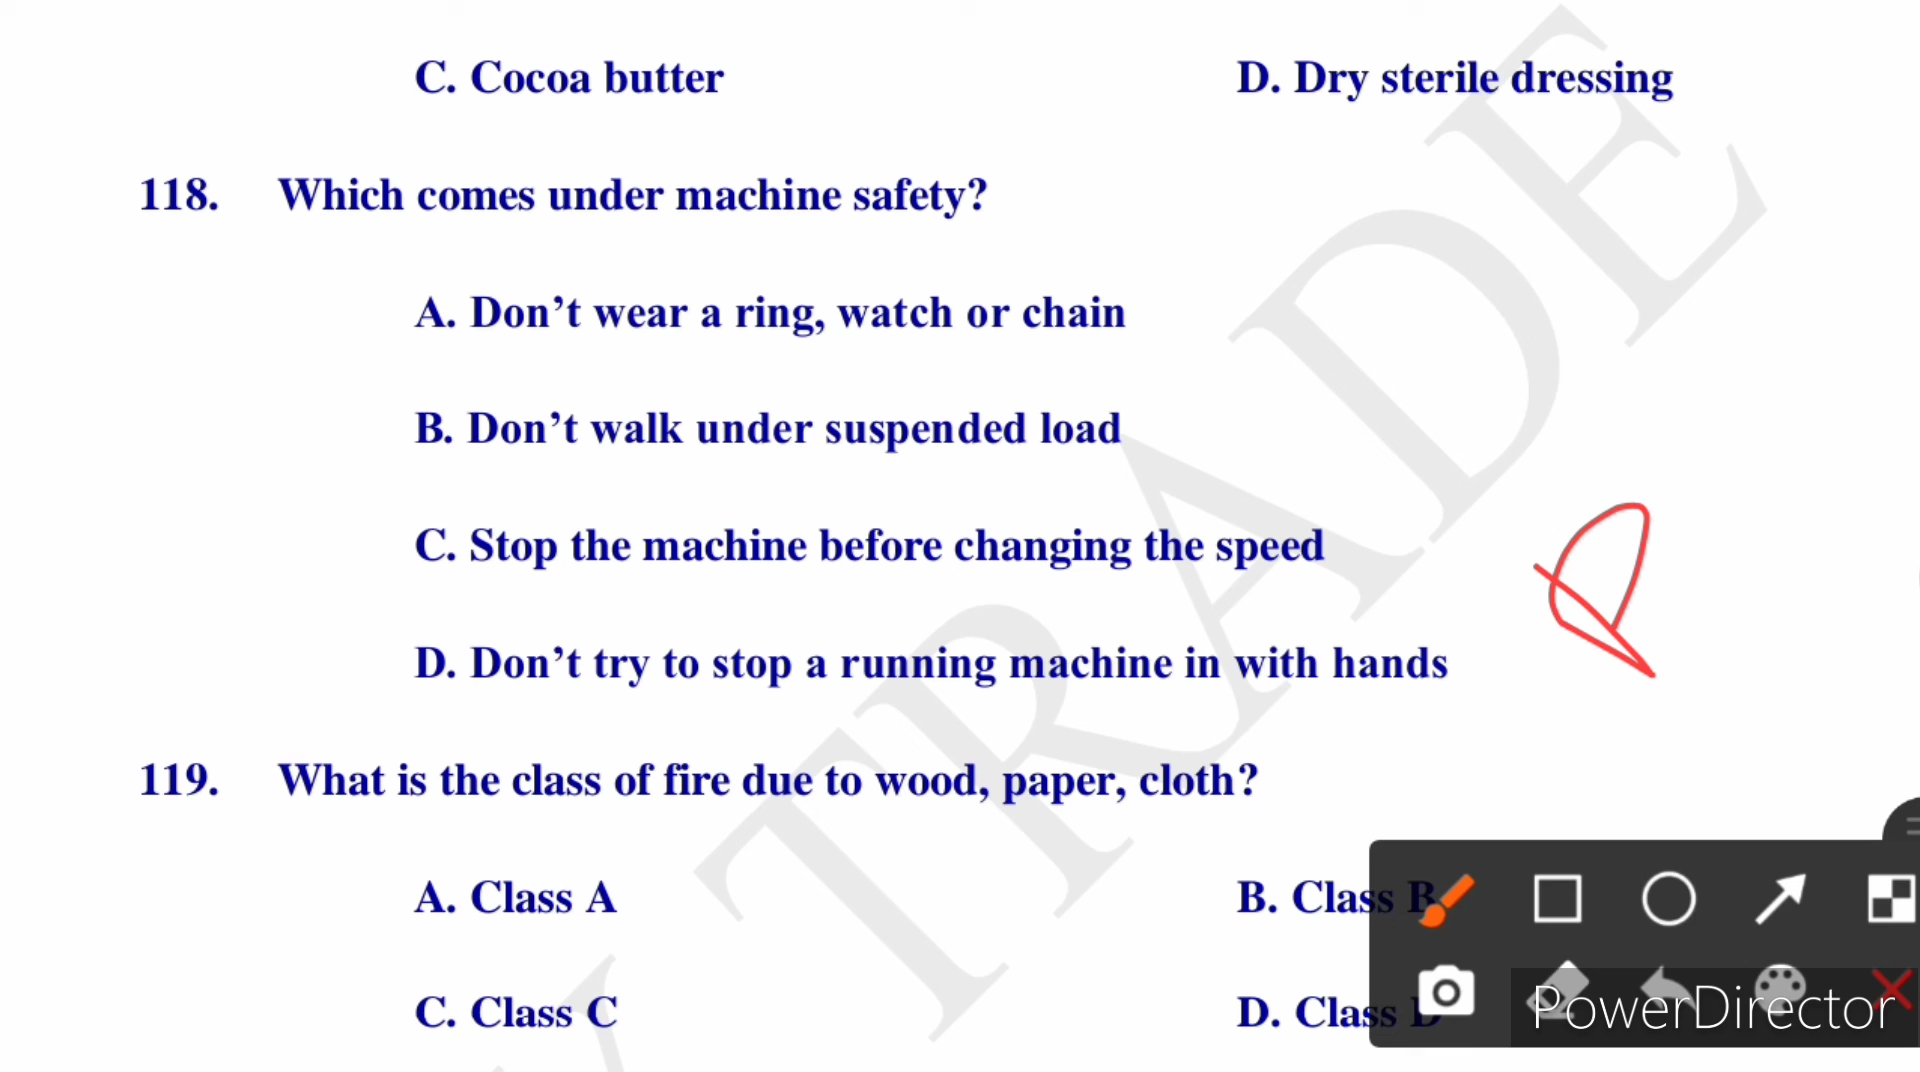 C. Cocoa butter D. Dry sterile dressing
118. Which comes under machine safety?
A. Don’t wear a ring, watch or chain
B. Don’t walk under suspended load
C. Stop the machine before changing the speed
D. Don’t try to stop a running machine in with hands
119. What is the class of fire due to wood, paper, cloth?
A. Class A B. Class B
C. Class C D. Class D
PowerDirector
TRADE